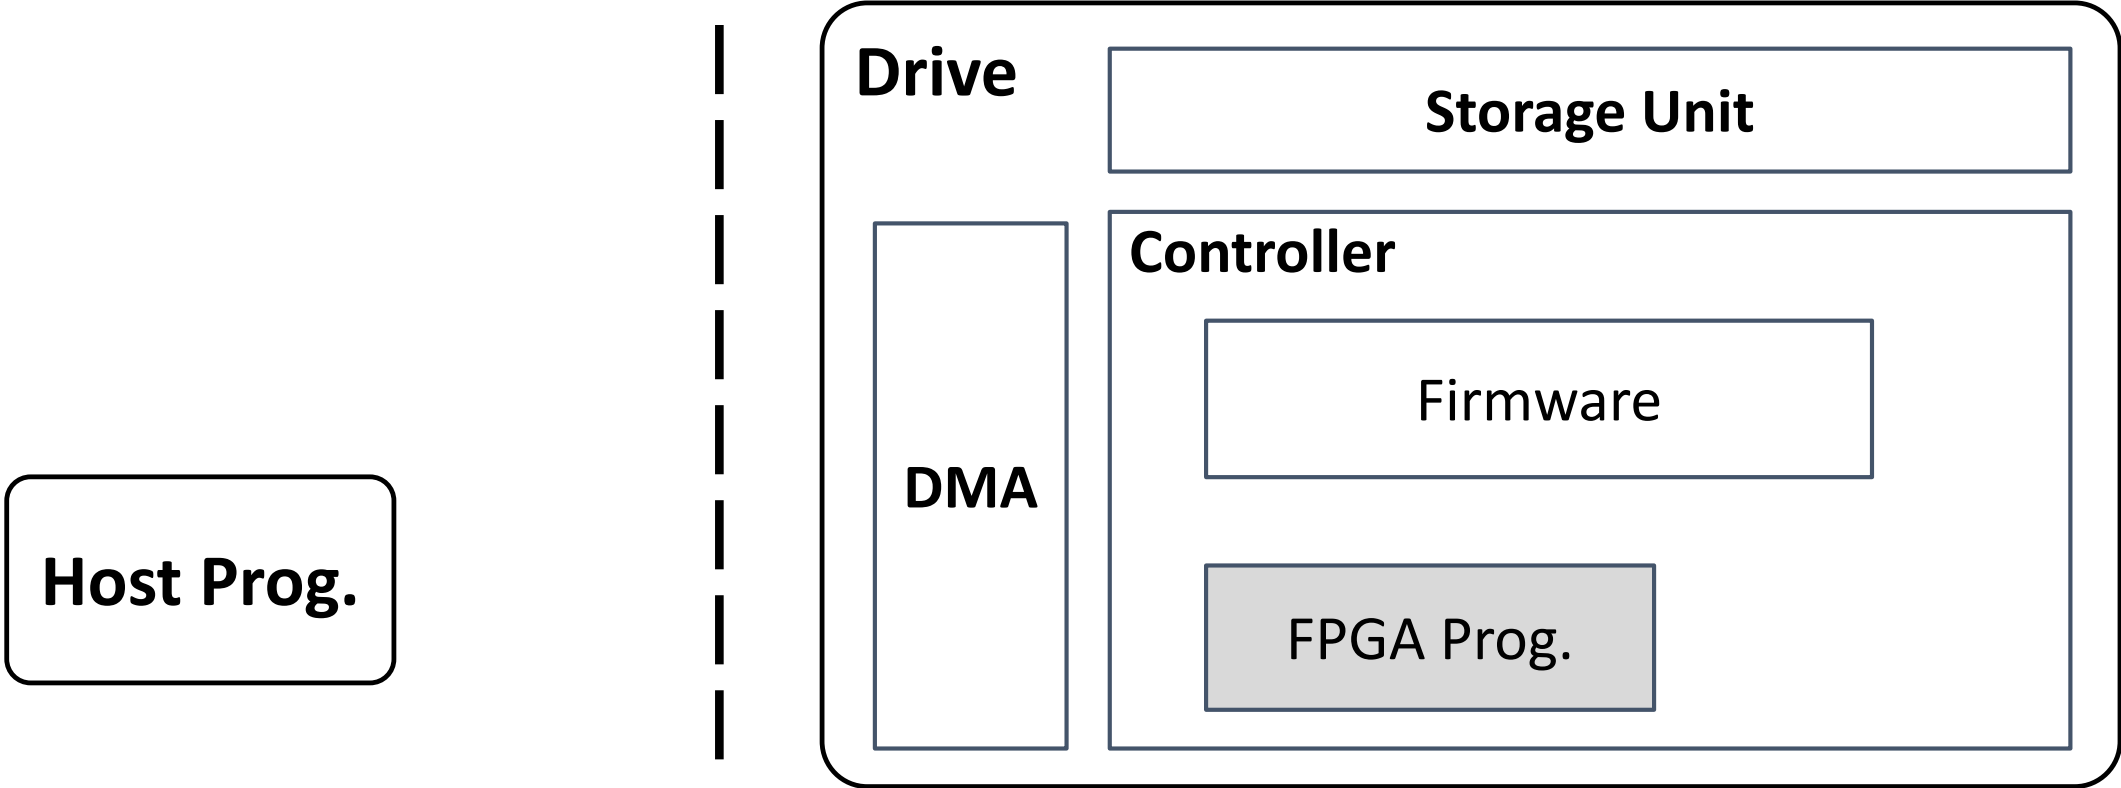 Drive
Storage Unit
Controller
Firmware
DMA
Host Prog.
FPGA Prog.